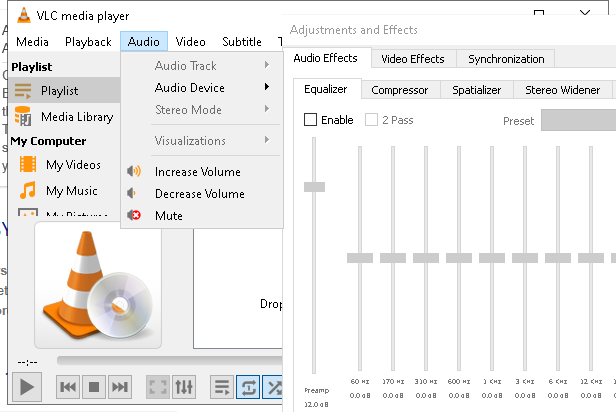 VLC media player
Media Playback Audio Video Subtitle T
Playlist
Playlist
Media Library
My Computer
My Videos
My Music
My Pictures
Audio Track
Audio Device
Stereo Mode
Visualizations
Increase Volume
Decrease Volume
Mute
Drop
--:--
Adjustments and Effects
Audio Effects Video Effects Synchronization
Equalizer Compressor Spatializer Stereo Widener
Enable 2 Pass Preset
60 Hz 170 Hz 310 Hz 600 Hz 1 KHz 3 KHz 6 KHz 12 KH
Preamp 0.0 dB 0.0 dB 0.0 dB 0.0 dB 0.0 dB 0.0 dB 0.0 dB 0.0 d
12.0 dB